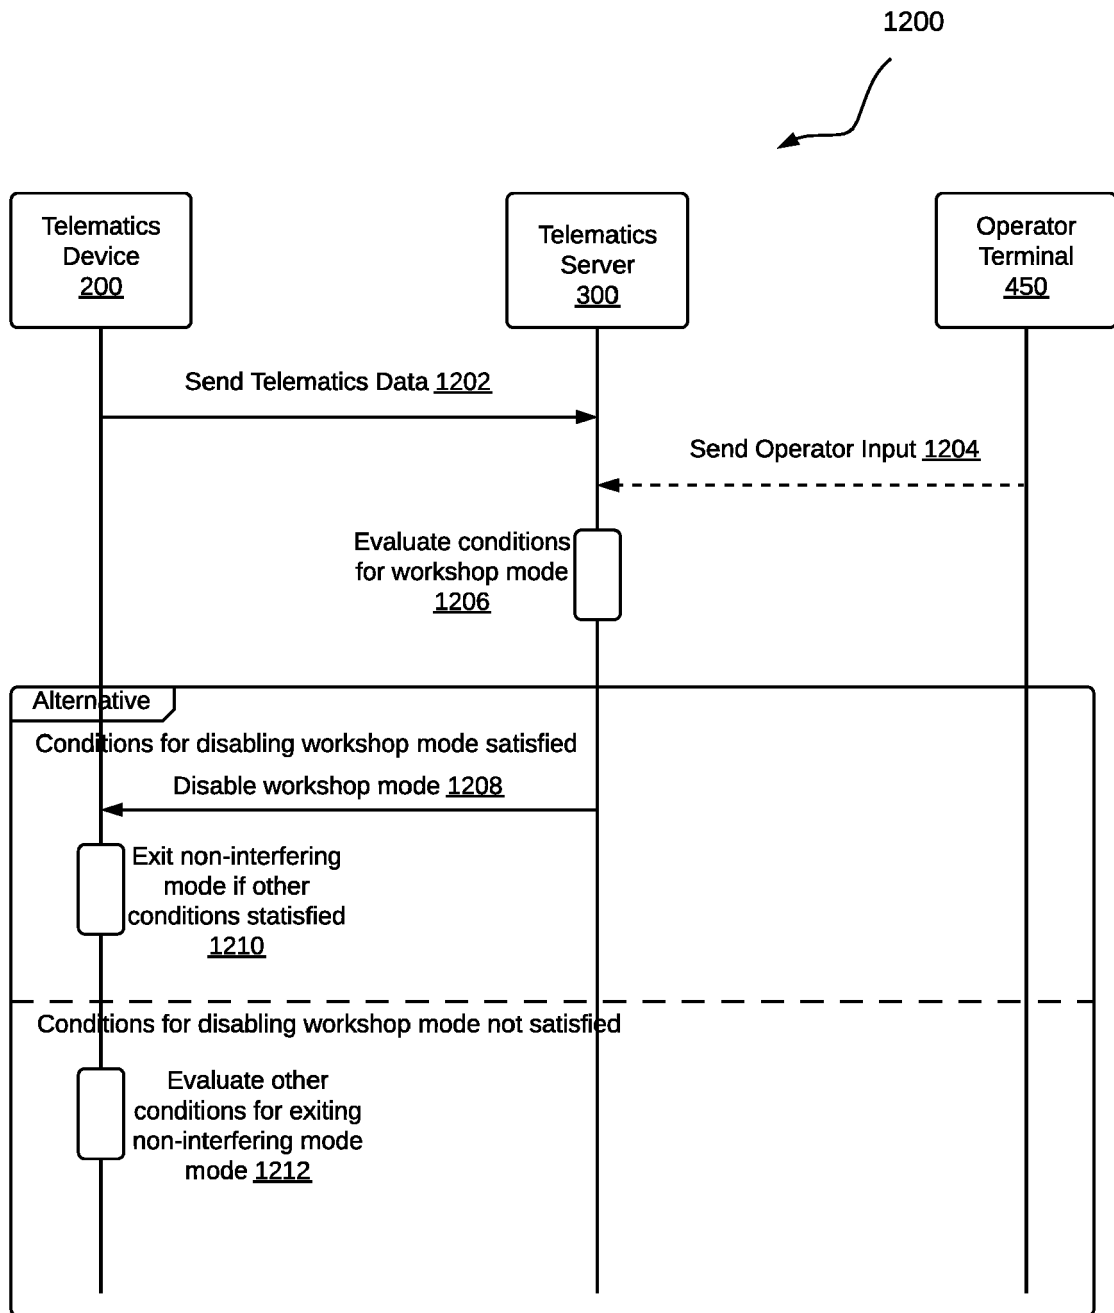 1200
Telematics
Device
200
Telematics
Server
300
Operator
Terminal
450
Send Telematics Data 1202
Send Operator Input 1204
Evaluate conditions
for workshop mode
1206
Alternative
Conditions for disabling workshop mode satisfied
Disable workshop mode 1208
Exit non-interfering
mode if other
conditions statisfied
1210
Conditions for disabling workshop mode not satisfied
Evaluate other
conditions for exiting
non-interfering mode
mode 1212